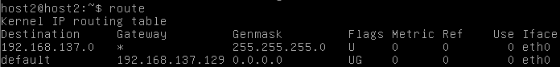 host2@host2:~$ route
Kernel IP routing table
Destination     Gateway         Genmask         Flags Metric Ref    Use Iface
192.168.137.0   *               255.255.255.0   U     0      0        0 eth0
default         192.168.137.129 0.0.0.0         UG    0      0        0 eth0